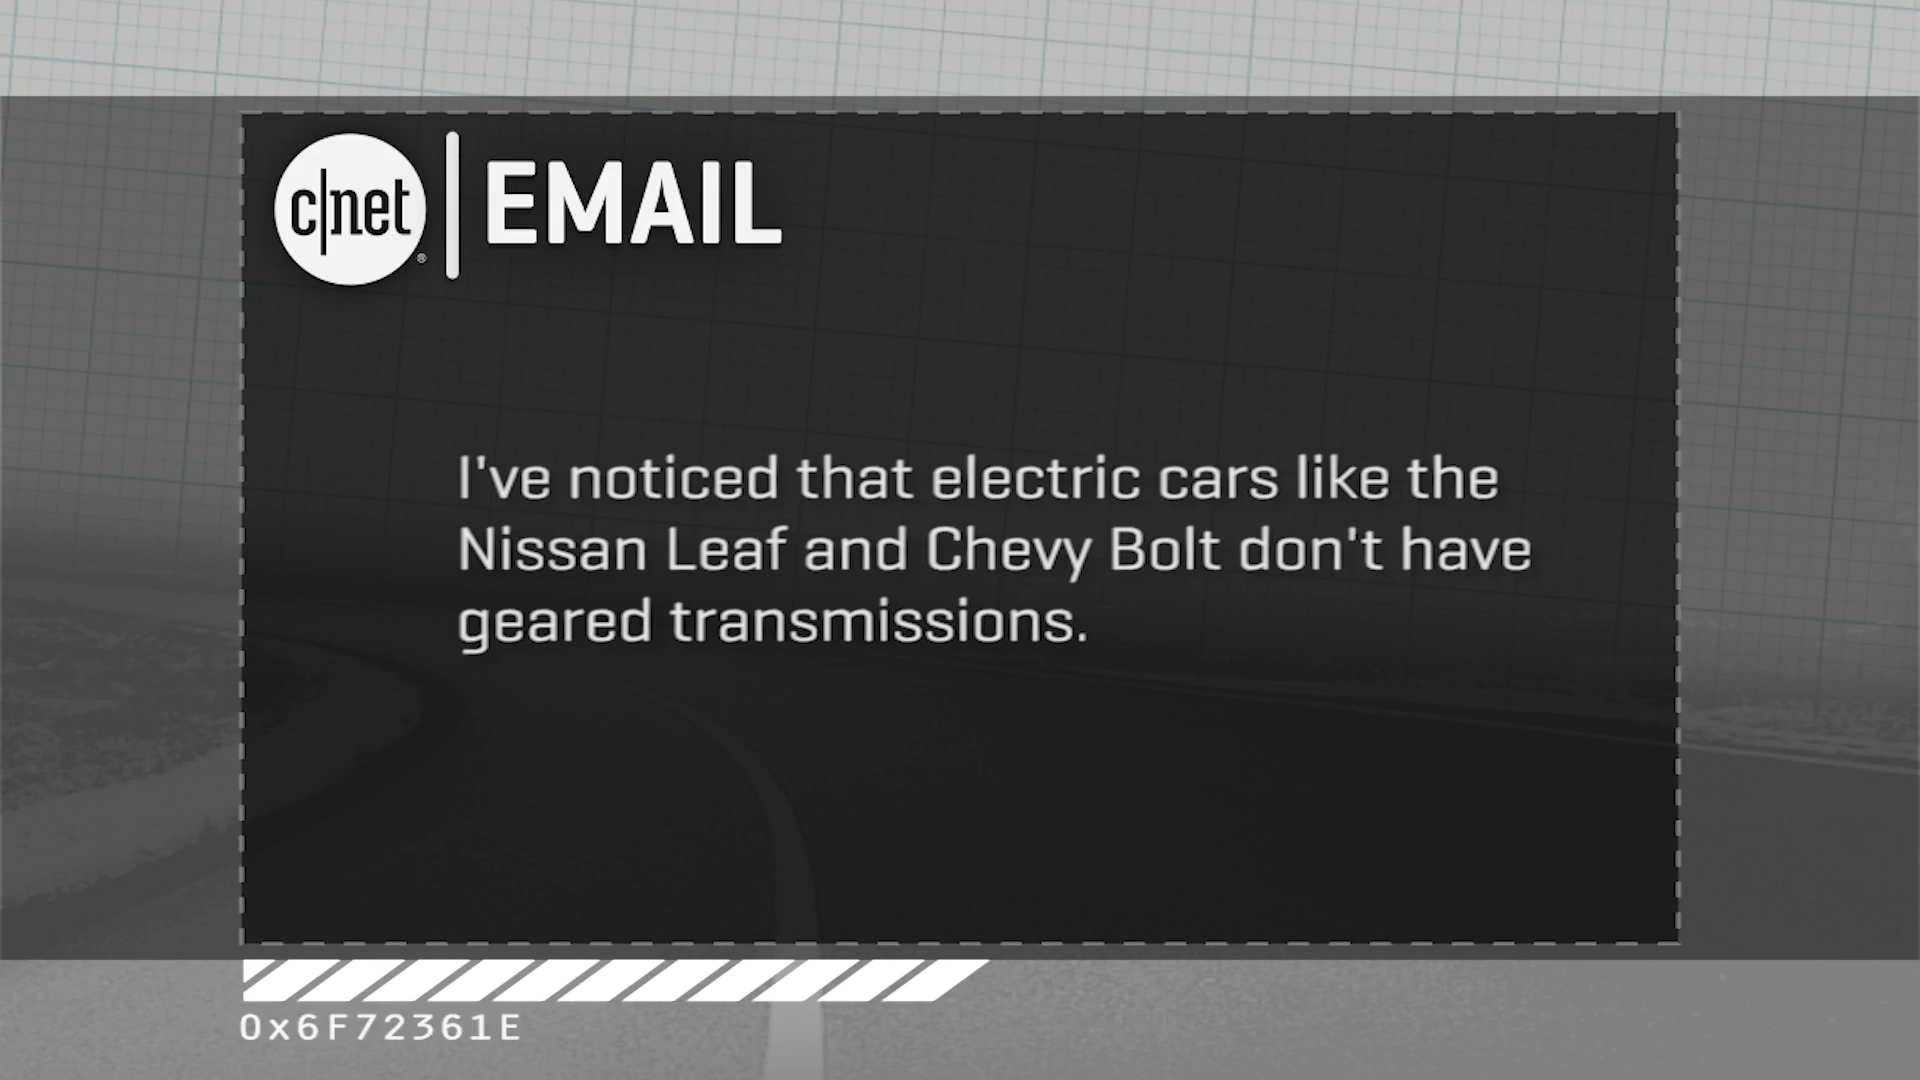 c|net ® | EMAIL
I've noticed that electric cars like the
Nissan Leaf and Chevy Bolt don't have
geared transmissions.
0x6F72361E